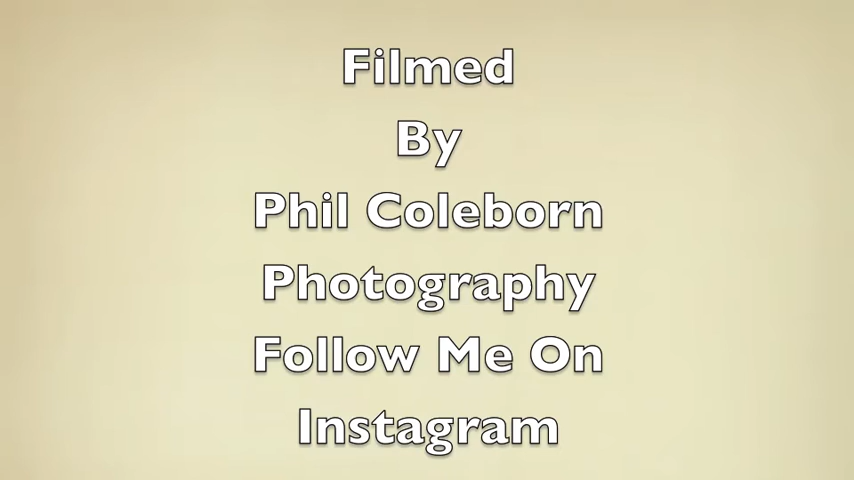 Filmed
By
Phil Coleborn
Photography
Follow Me On
Instagram